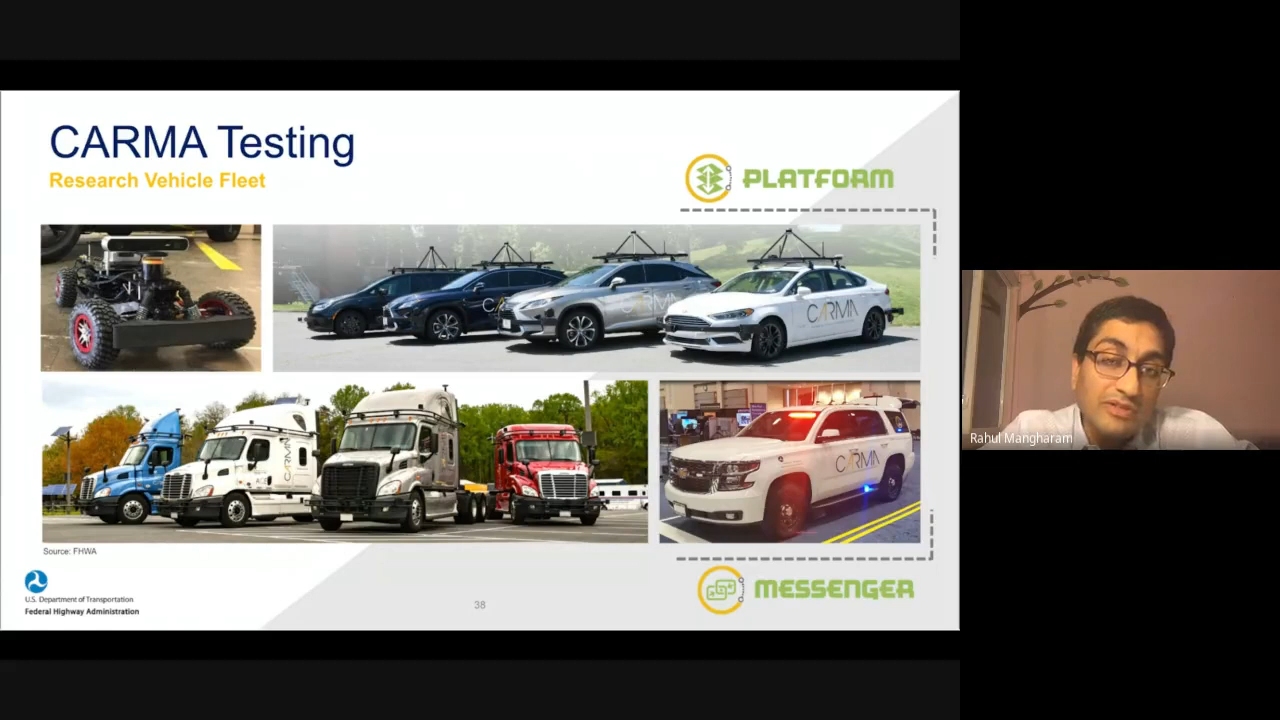 CARMA Testing
Research Vehicle Fleet
PLATFORM
CARMA
CARMA
CARMA
Source: FHWA
U.S. Department of Transportation
Federal Highway Administration
38
MESSENGER
Rahul Mangharam